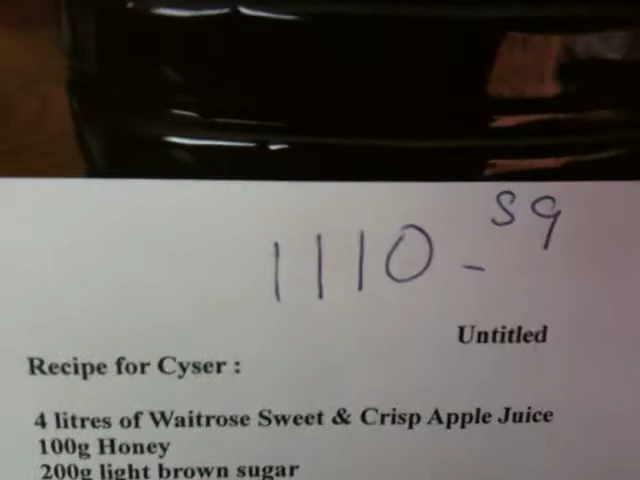 1110 - sg
Untitled
Recipe for Cyser :
4 litres of Waitrose Sweet & Crisp Apple Juice
100g Honey
200g light brown sugar